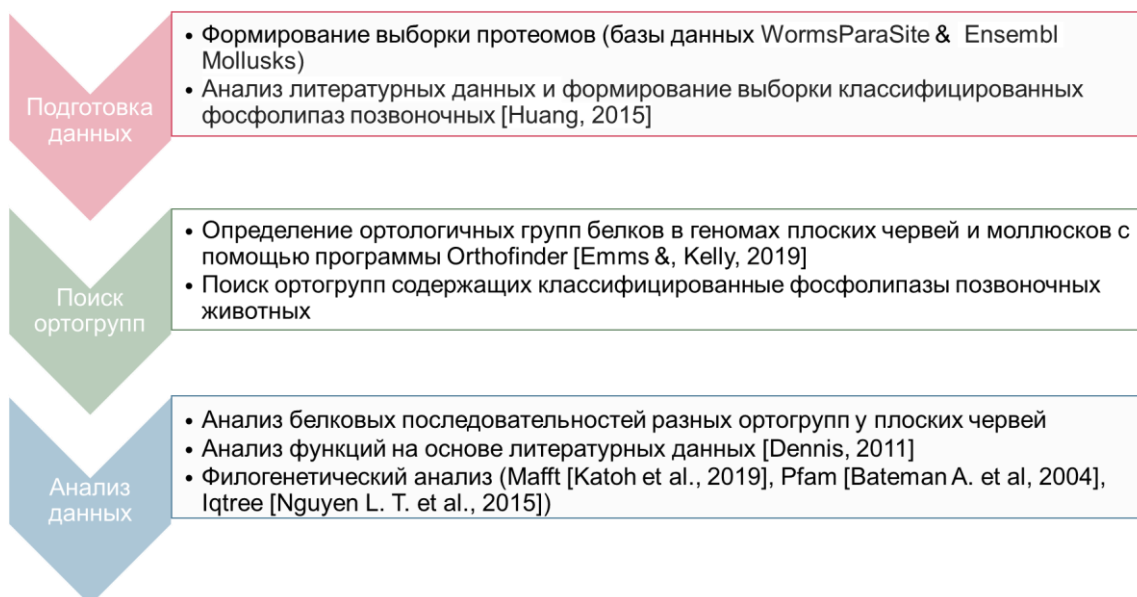 Подготовка
данных
• Формирование выборки протеомов (базы данных WormsParaSite & Ensembl
Mollusks)
• Анализ литературных данных и формирование выборки классифицированных
фосфолипаз позвоночных [Huang, 2015]
Поиск
ортогрупп
• Определение ортологичных групп белков в геномах плоских червей и моллюсков с
помощью программы Orthofinder [Emms &, Kelly, 2019]
• Поиск ортогрупп содержащих классифицированные фосфолипазы позвоночных
животных
Анализ
данных
• Анализ белковых последовательностей разных ортогрупп у плоских червей
• Анализ функций на основе литературных данных [Dennis, 2011]
• Филогенетический анализ (Mafft [Katoh et al., 2019], Pfam [Bateman A. et al, 2004],
Iqtree [Nguyen L. T. et al., 2015])